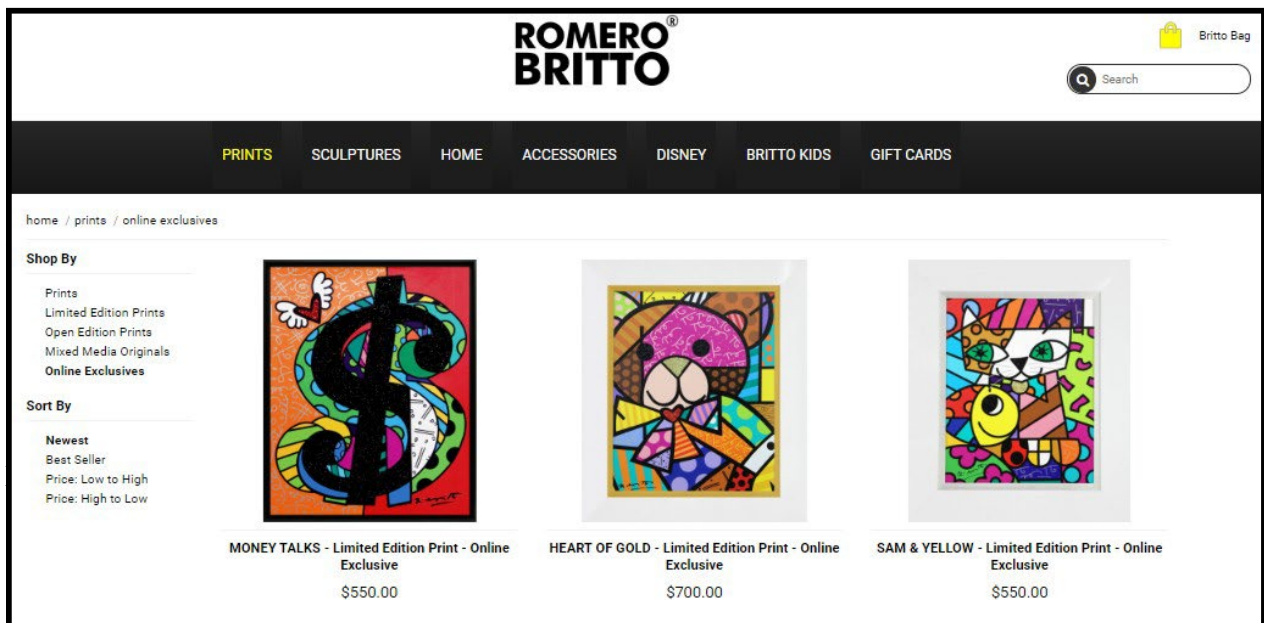 ROMERO®
BRITTO
Britto Bag
Search
PRINTS SCULPTURES HOME ACCESSORIES DISNEY BRITTO KIDS GIFT CARDS
home / prints / online exclusives
Shop By
Prints
Limited Edition Prints
Open Edition Prints
Mixed Media Originals
Online Exclusives
Sort By
Newest
Best Seller
Price: Low to High
Price: High to Low
MONEY TALKS - Limited Edition Print - Online
Exclusive
$550.00
HEART OF GOLD - Limited Edition Print - Online
Exclusive
$700.00
SAM & YELLOW - Limited Edition Print - Online
Exclusive
$550.00